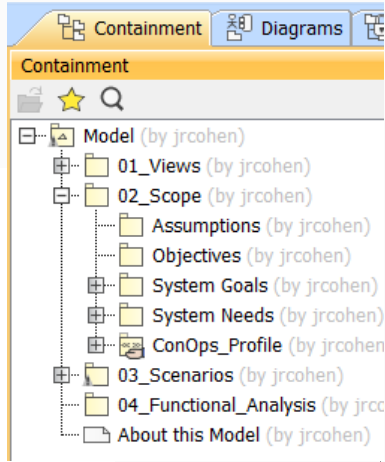 Containment Diagrams
Containment
Model (by jrcohen)
01_Views (by jrcohen)
02_Scope (by jrcohen)
Assumptions (by jrcohen)
Objectives (by jrcohen)
System Goals (by jrcohen)
System Needs (by jrcohen)
ConOps_Profile (by jrcohen
03_Scenarios (by jrcohen)
04_Functional_Analysis (by jrco
About this Model (by jrcohen)